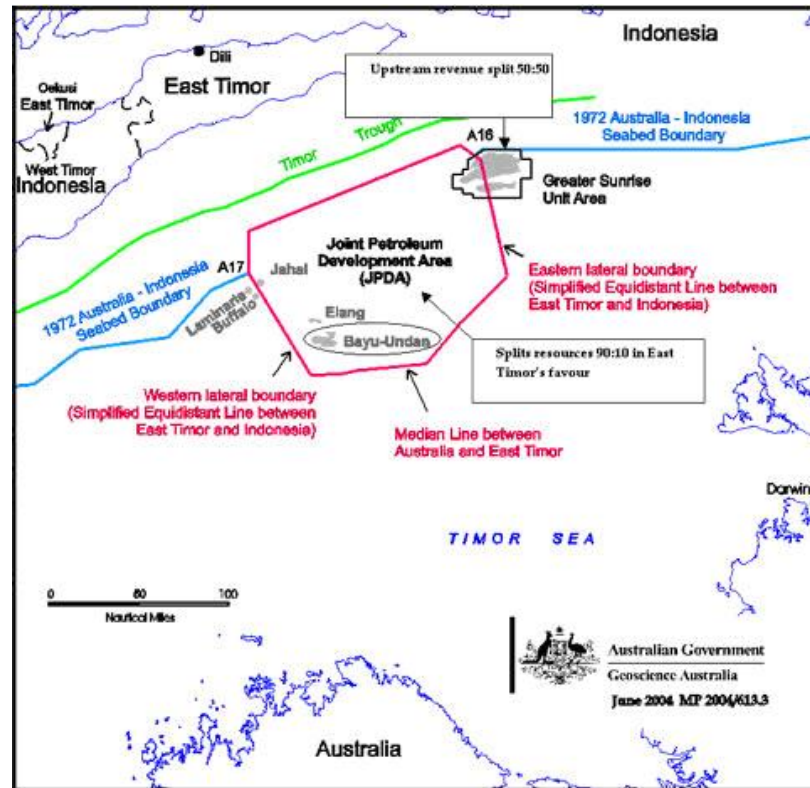 Indonesia
Dili
Upstream revenue split 50:50
Oekusi
East Timor
East Timor
1972 Australia - Indonesia
Seabed Boundary
A16
Timor Trough
West Timor
Indonesia
Greater Sunrise
Unit Area
Joint Petroleum
Development Area
(JPDA)
A17
Jahal
Eastern lateral boundary
(Simplified Equidistant Line between
East Timor and Indonesia)
1972 Australia - Indonesia
Seabed Boundary
Laminaria
Buffalo
Elang
Bayu-Undan
Splits resources 90:10 in East
Timor's favour
Western lateral boundary
(Simplified Equidistant Line between
East Timor and Indonesia)
Median Line between
Australia and East Timor
Darwin
TIMOR SEA
0 60 100
Nautical Miles
Australian Government
Geoscience Australia
June 2004 MP 2004/613.3
Australia